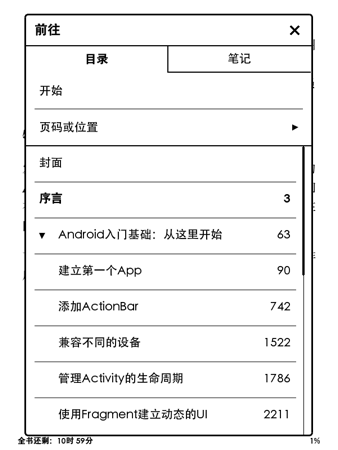 前往 ×
目录 笔记
开始
页码或位置 ▶
封面
序言 3
▼ Android入门基础：从这里开始 63
建立第一个App 90
添加ActionBar 742
兼容不同的设备 1522
管理Activity的生命周期 1786
使用Fragment建立动态的UI 2211
全书还剩：10时 59分 1%